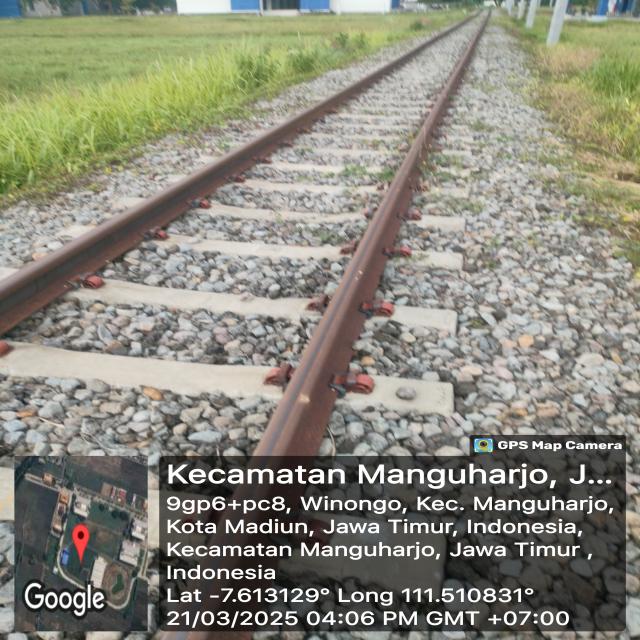 GPS Map Camera
Kecamatan Manguharjo, J...
9gp6+pc8, Winongo, Kec. Manguharjo,
Kota Madiun, Jawa Timur, Indonesia,
Kecamatan Manguharjo, Jawa Timur ,
Indonesia
Lat -7.613129° Long 111.510831°
21/03/2025 04:06 PM GMT +07:00
Google